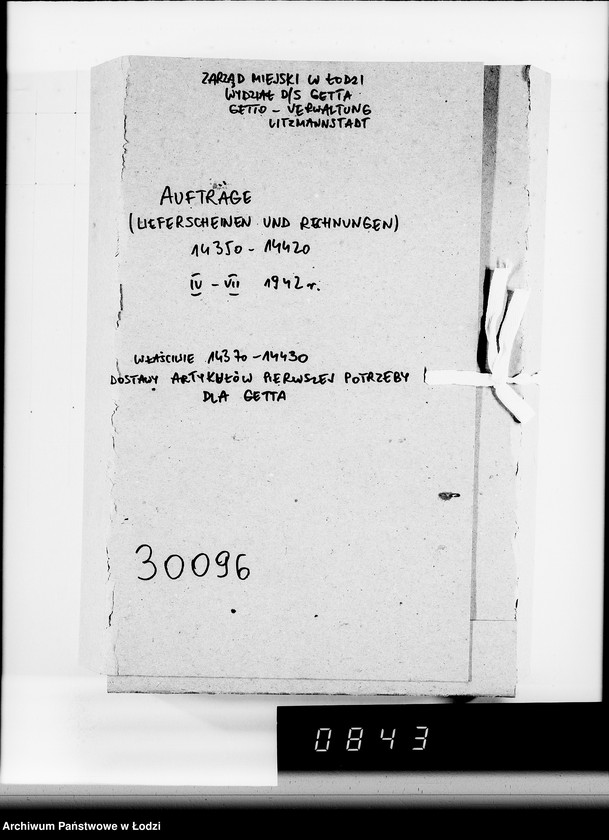 ZARZĄD MIEJSKI W ŁODZI
WYDZIAŁ D/S GETTA
GETTO - VERWALTUNG
LITZMANNSTADT
AUFTRÄGE
(LIEFERSCHEINEN UND RECHNUNGEN)
14350 - 14420
IV - VII 1942 r.
WŁAŚCIWIE 14370 - 14430
DOSTAWY ARTYKUŁÓW PIERWSZEJ POTRZEBY
DLA GETTA
30096
0843
Archiwum Państwowe w Łodzi